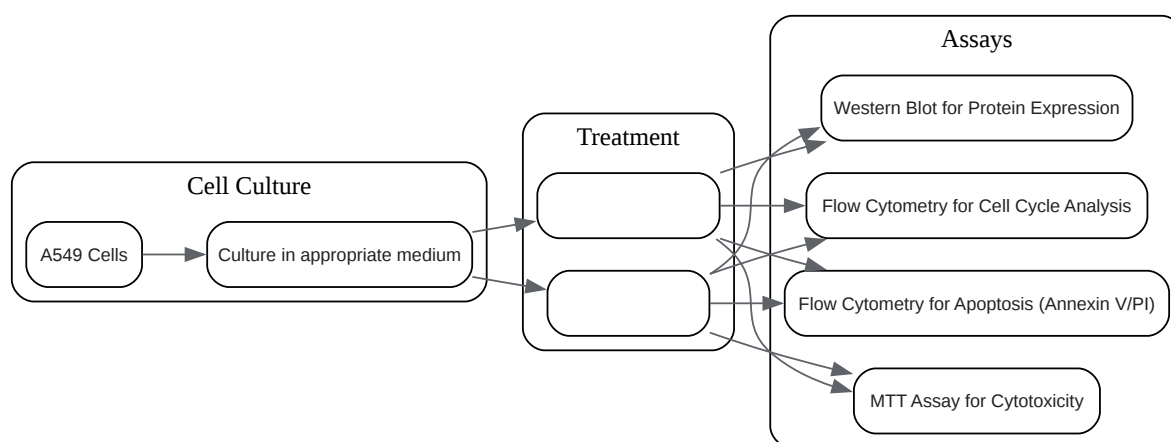 Cell Culture
A549 Cells
Culture in appropriate medium
Treatment
Assays
Western Blot for Protein Expression
Flow Cytometry for Cell Cycle Analysis
Flow Cytometry for Apoptosis (Annexin V/PI)
MTT Assay for Cytotoxicity